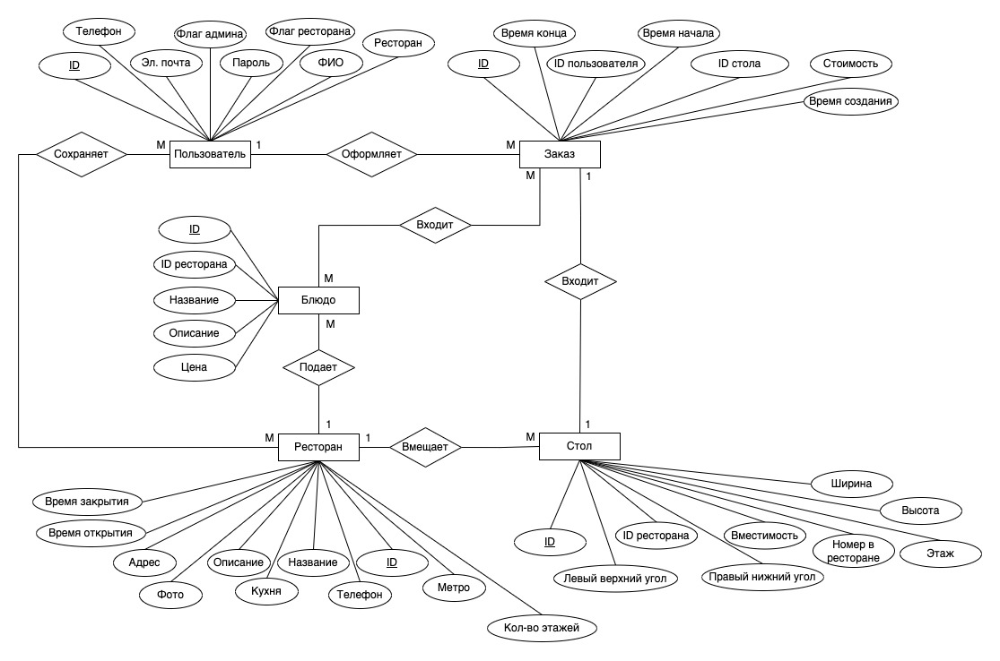 Телефон
Флаг админа
Флаг ресторана
Ресторан
ID
Эл. почта
Пароль
ФИО
Время конца
Время начала
ID
ID пользователя
ID стола
Стоимость
Время создания
Сохраняет
М
Пользователь
1
Оформляет
М
Заказ
М
1
Входит
ID
ID ресторана
Название
Описание
Цена
М
Блюдо
М
Входит
Подает
1
М
Ресторан
1
Вмещает
М
1
Стол
Время закрытия
Время открытия
Адрес
Фото
Описание
Кухня
Название
Телефон
ID
Метро
Кол-во этажей
ID
Левый верхний угол
ID ресторана
Правый нижний угол
Вместимость
Номер в
ресторане
Этаж
Высота
Ширина